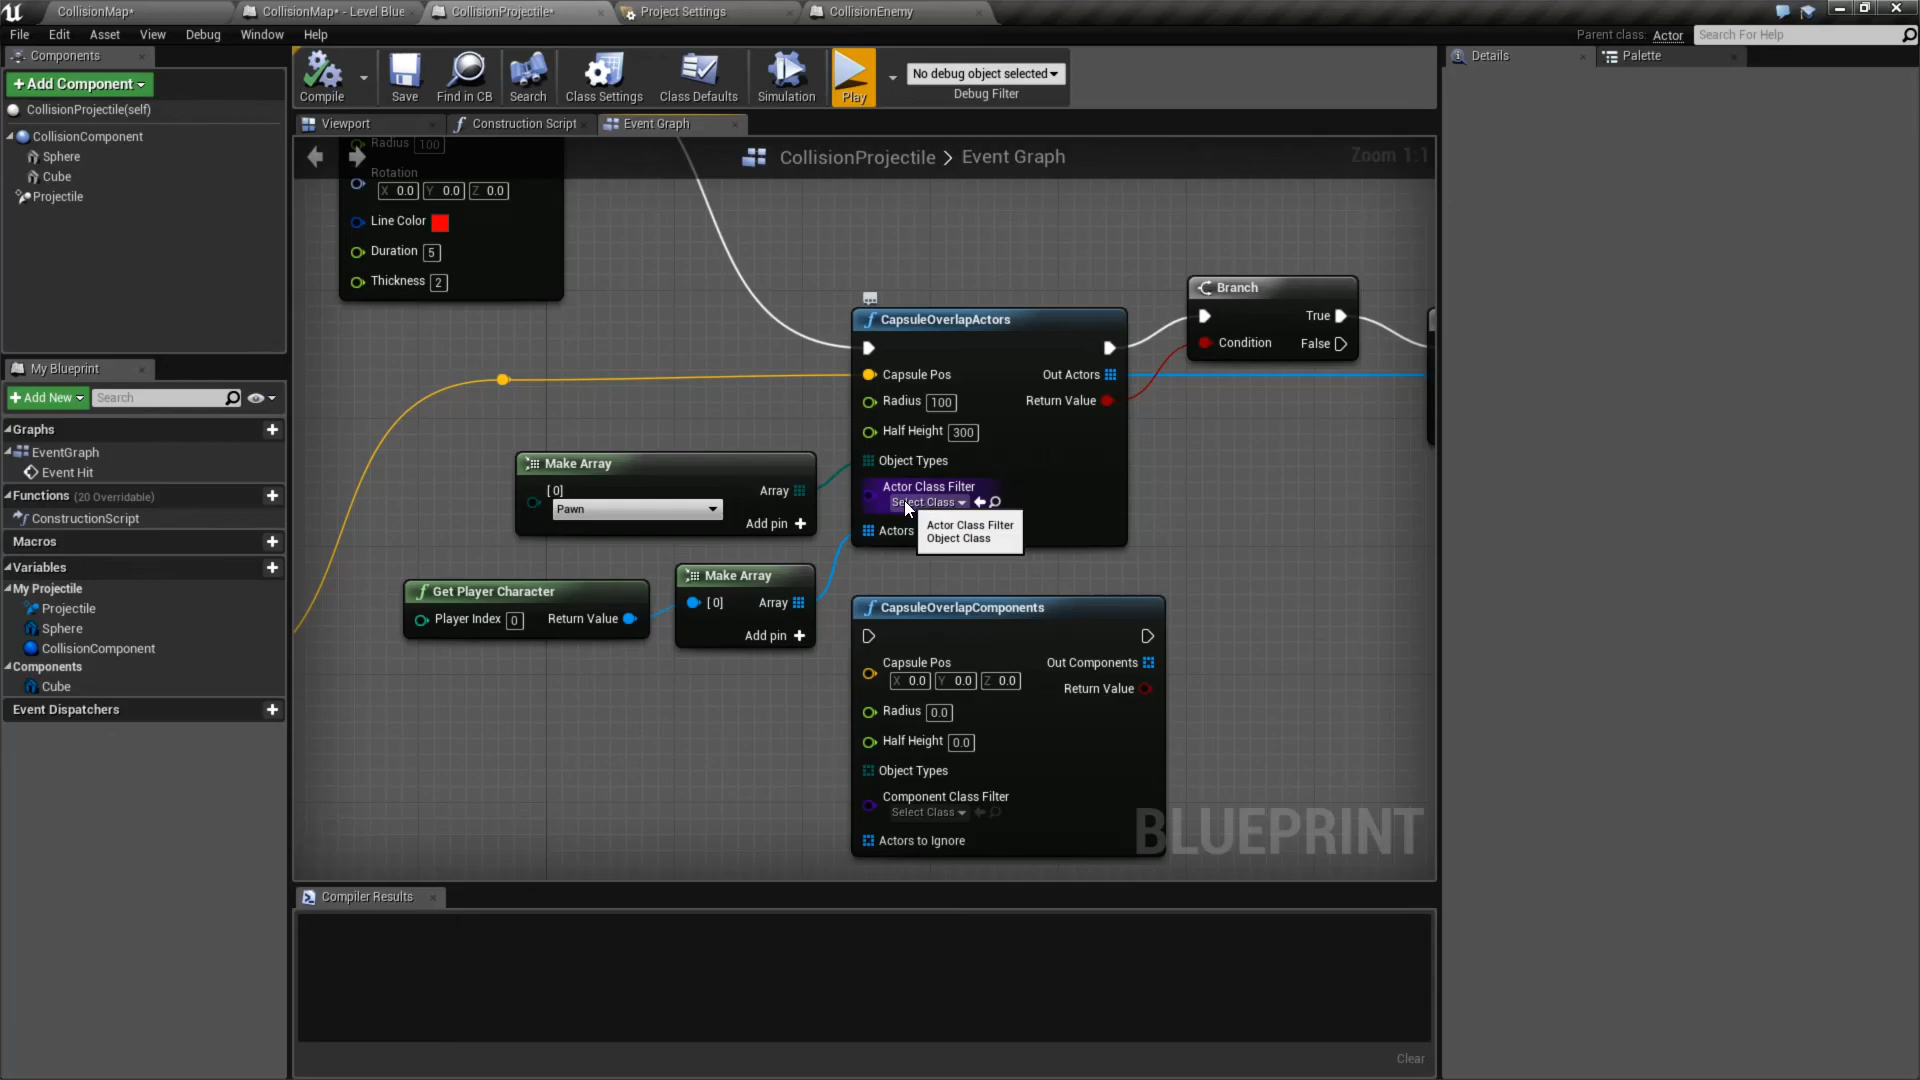 CollisionMap*
CollisionMap* - Level Blue
CollisionProjectile*
Project Settings
CollisionEnemy
File Edit Asset View Debug Window Help
Parent class: Actor
Search For Help
Components
+ Add Component
CollisionProjectile(self)
CollisionComponent
Sphere
Cube
Projectile
My Blueprint
+ Add New
Search
Graphs
EventGraph
Event Hit
Functions (20 Overridable)
ConstructionScript
Macros
Variables
My Projectile
Projectile
Sphere
CollisionComponent
Components
Cube
Event Dispatchers
Compile
Save
Find in CB
Search
Class Settings
Class Defaults
Simulation
Play
No debug object selected
Debug Filter
Viewport
Construction Script
Event Graph
CollisionProjectile > Event Graph
Zoom 1:1
Radius 100
Rotation
X 0.0 Y 0.0 Z 0.0
Line Color
Duration 5
Thickness 2
CapsuleOverlapActors
Capsule Pos
Out Actors
Radius 100
Return Value
Half Height 300
Object Types
Actor Class Filter
Select Class
Actors
Actor Class Filter
Object Class
Branch
True
Condition
False
Make Array
[0]
Array
Pawn
Add pin +
Get Player Character
Player Index 0
Return Value
Make Array
[0]
Array
Add pin +
CapsuleOverlapComponents
Capsule Pos
Out Components
X 0.0 Y 0.0 Z 0.0
Return Value
Radius 0.0
Half Height 0.0
Object Types
Component Class Filter
Select Class
Actors to Ignore
BLUEPRINT
Compiler Results
Clear
Details
Palette